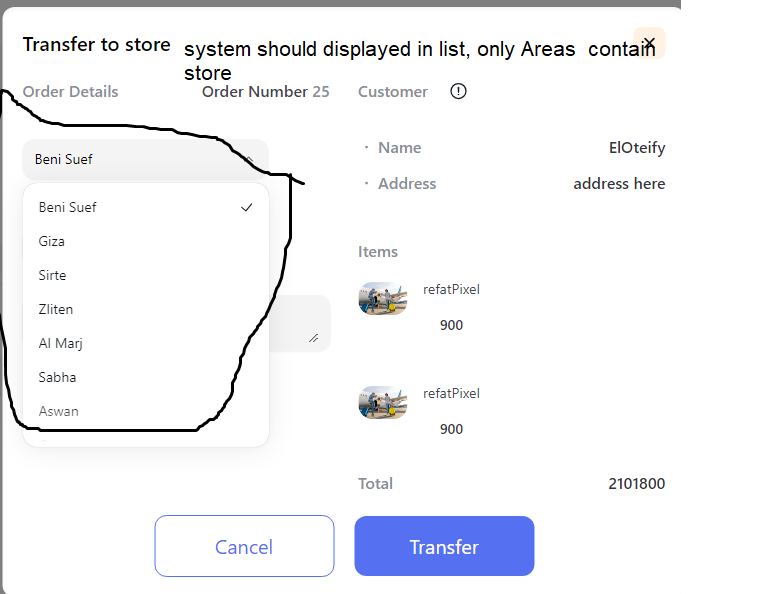 Transfer to store
system should displayed in list, only Areas contain
store
Order Details
Order Number 25
Customer
Beni Suef
Beni Suef
Giza
Sirte
Zliten
Al Marj
Sabha
Aswan
· Name
ElOteify
· Address
address here
Items
refatPixel
900
refatPixel
900
Total
2101800
Cancel
Transfer